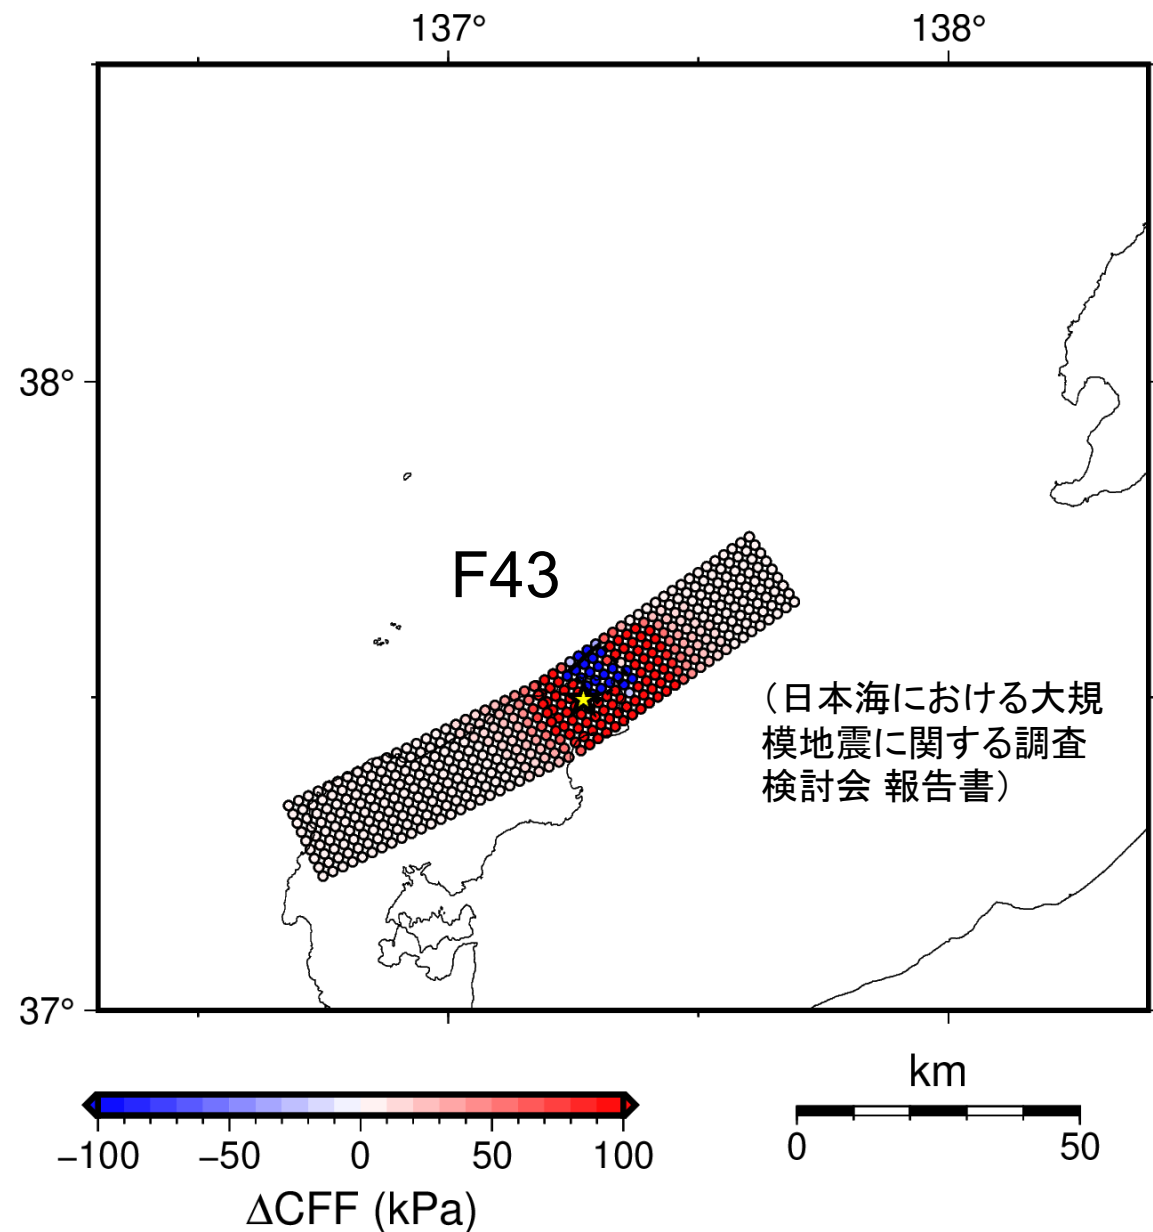 137° 138°
38°
F43
（日本海における大規
模地震に関する調査
検討会 報告書）
37°
km
0 50
−100 −50 0 50 100
ΔCFF (kPa)